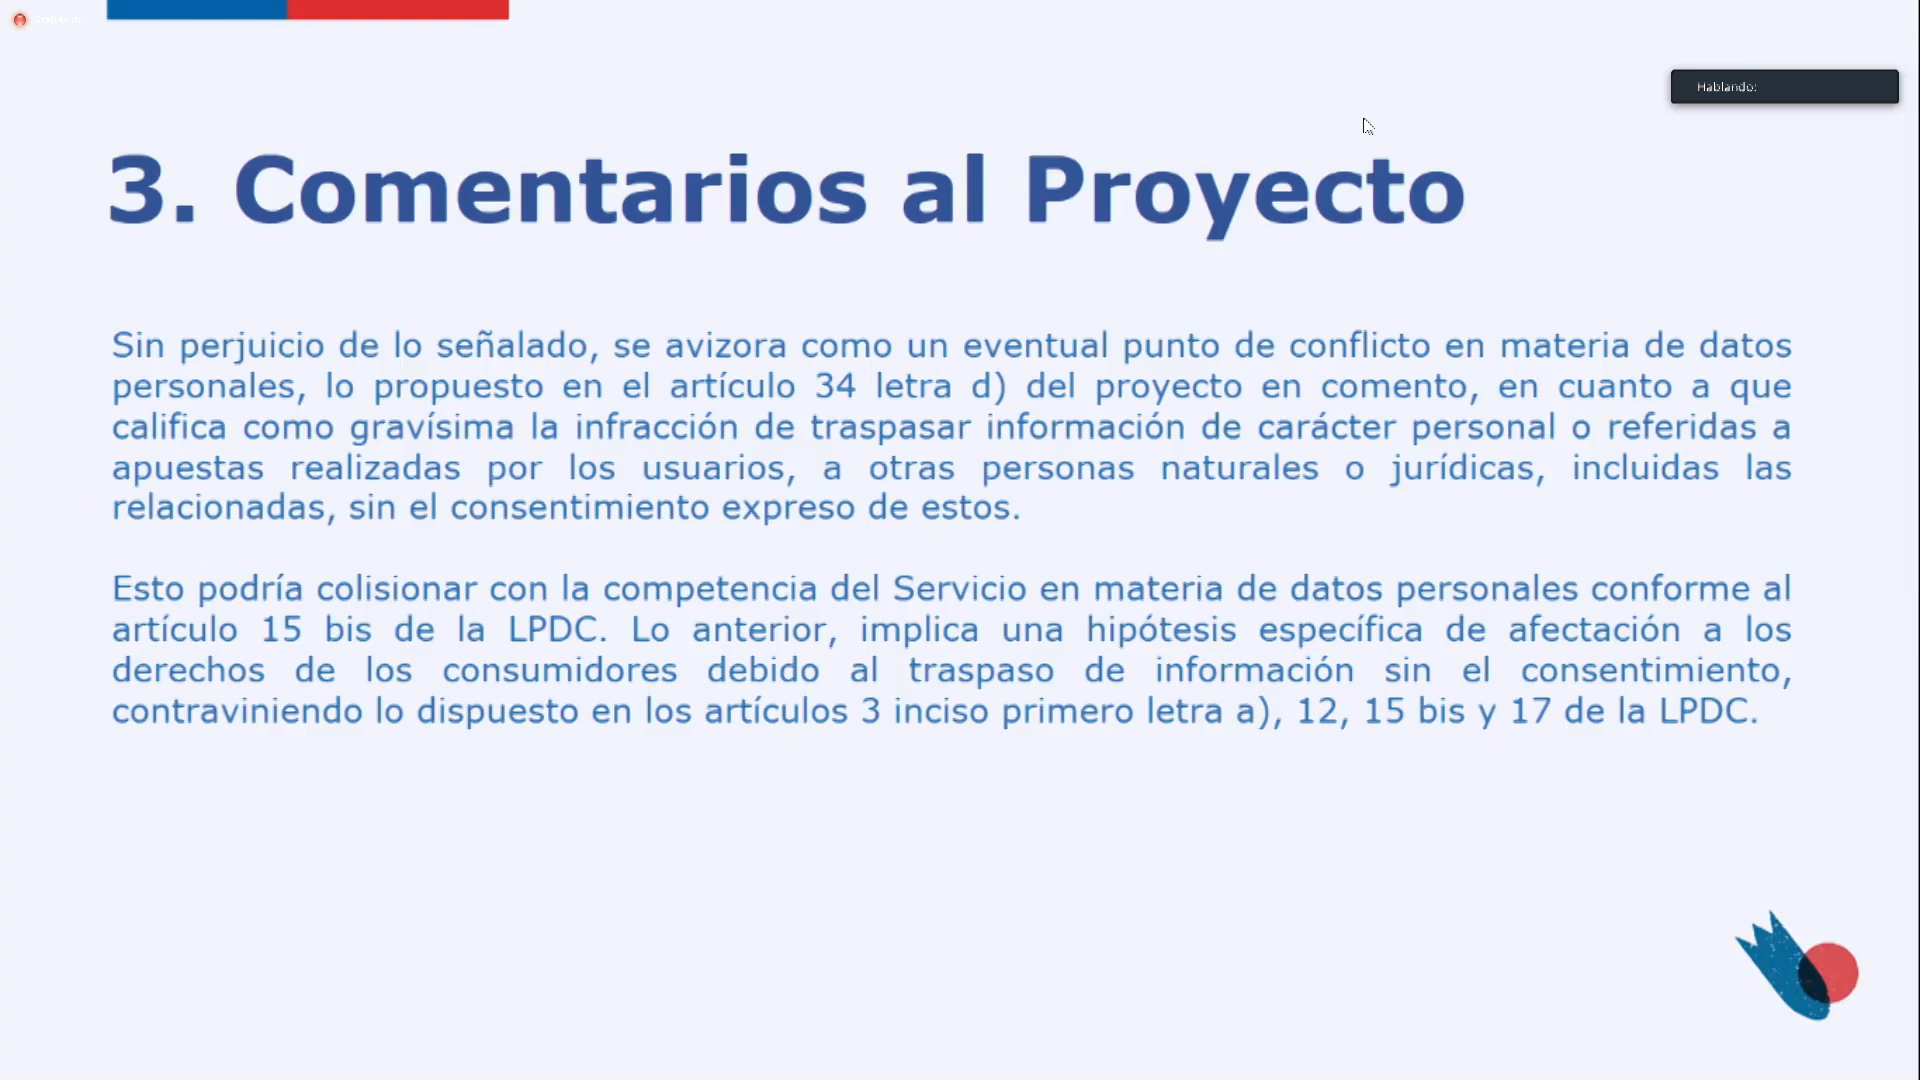 Hablando:
3. Comentarios al Proyecto
Sin perjuicio de lo señalado, se avizora como un eventual punto de conflicto en materia de datos
personales, lo propuesto en el artículo 34 letra d) del proyecto en comento, en cuanto a que
califica como gravísima la infracción de traspasar información de carácter personal o referidas a
apuestas realizadas por los usuarios, a otras personas naturales o jurídicas, incluidas las
relacionadas, sin el consentimiento expreso de estos.
Esto podría colisionar con la competencia del Servicio en materia de datos personales conforme al
artículo 15 bis de la LPDC. Lo anterior, implica una hipótesis específica de afectación a los
derechos de los consumidores debido al traspaso de información sin el consentimiento,
contraviniendo lo dispuesto en los artículos 3 inciso primero letra a), 12, 15 bis y 17 de la LPDC.